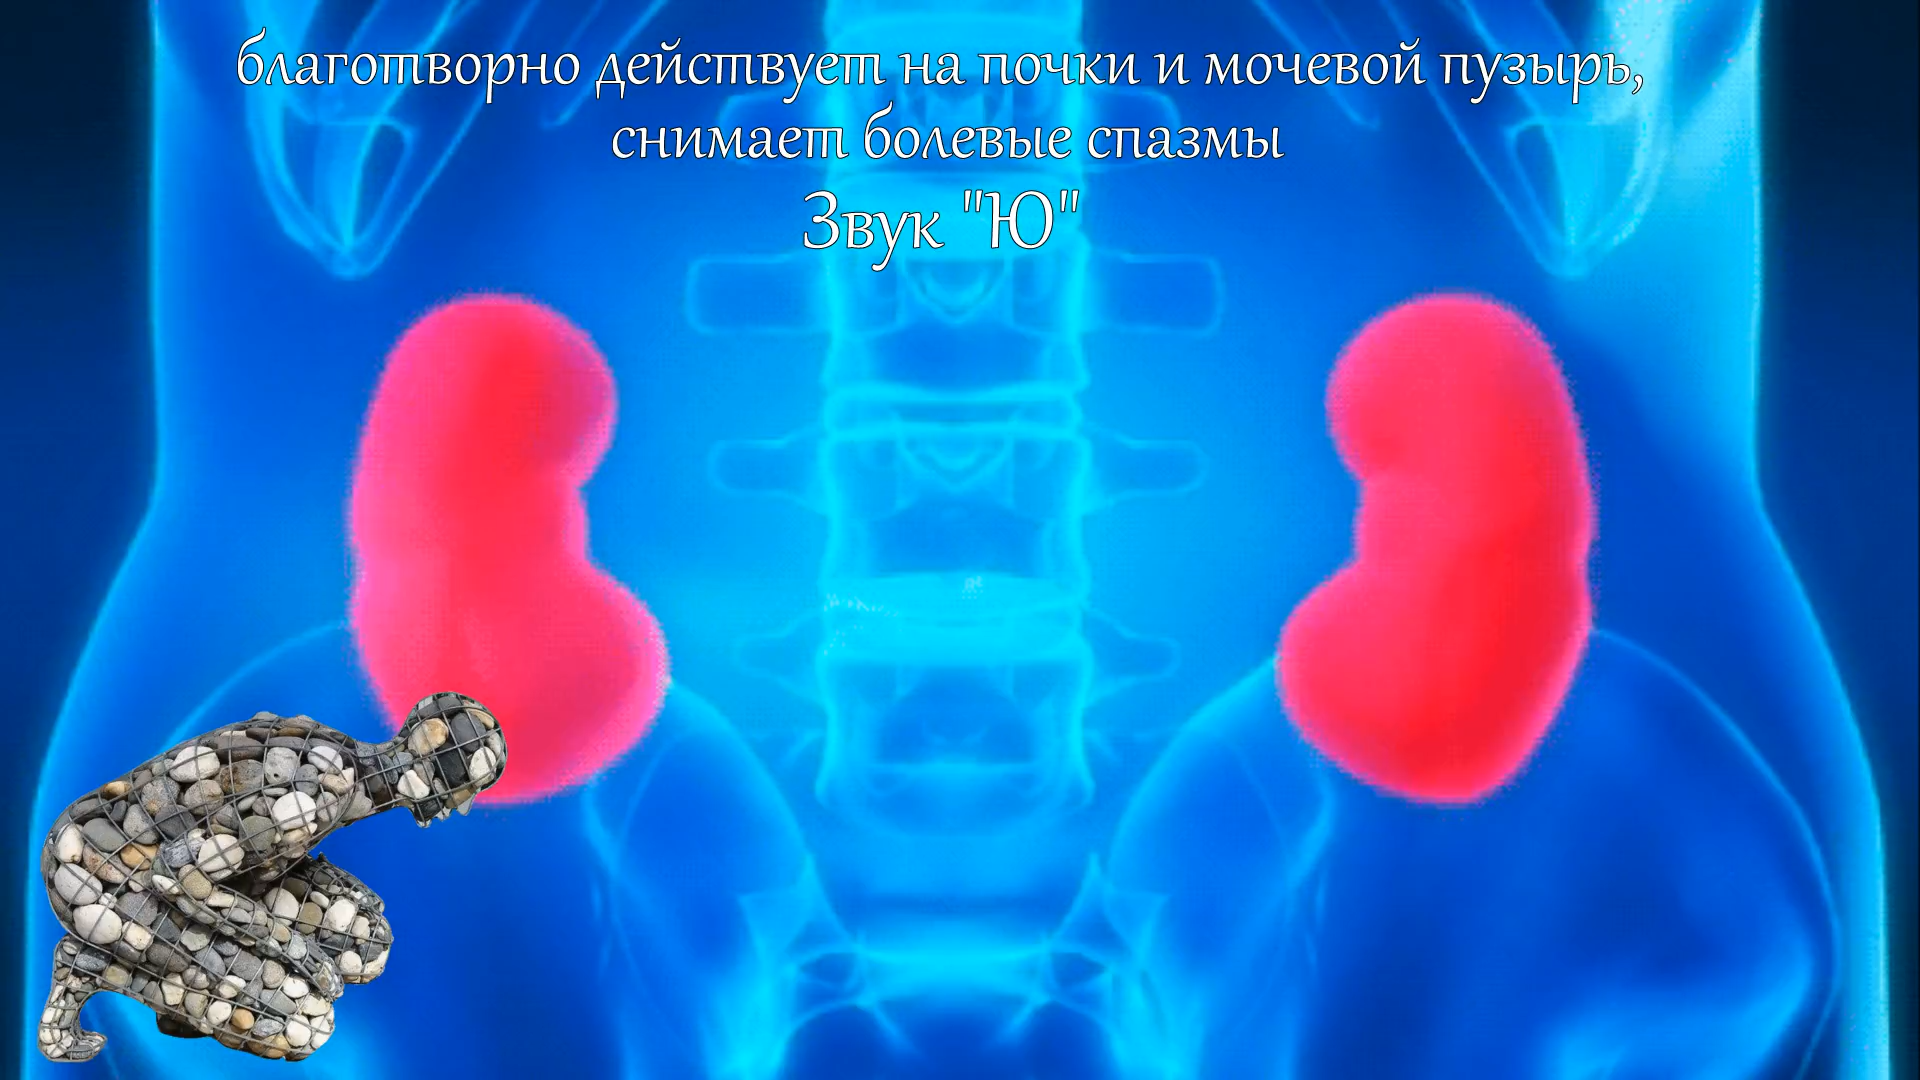 благотворно действует на почки и мочевой пузырь,
снимает болевые спазмы
Звук "Ю"